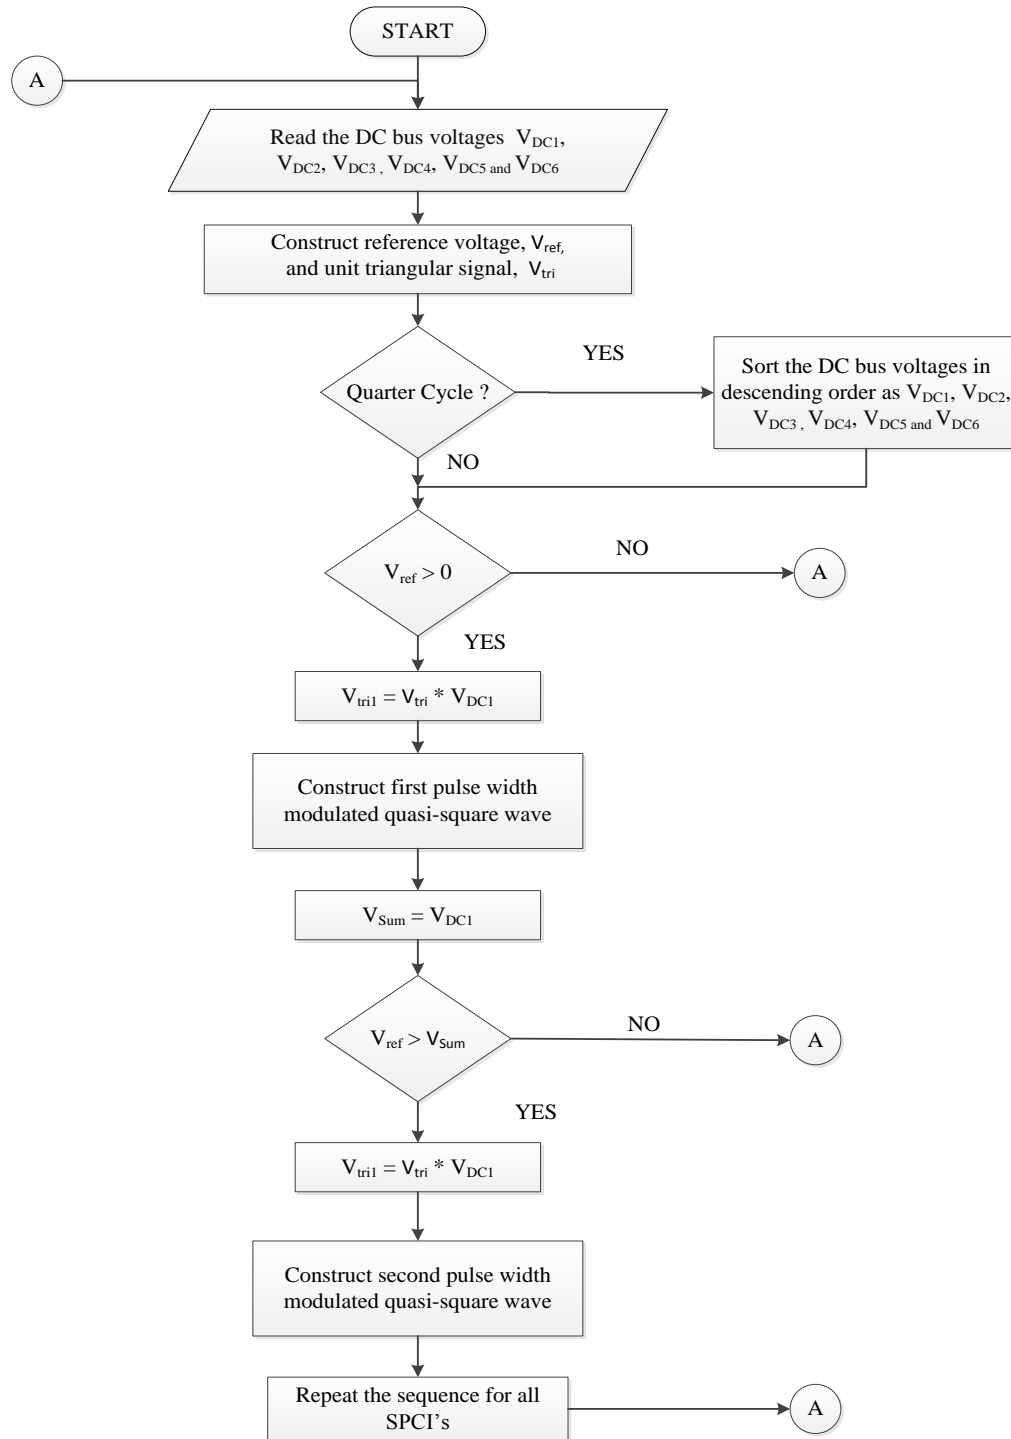 START
A
Read the DC bus voltages V_DC1,
V_DC2, V_DC3 , V_DC4, V_DC5 and V_DC6
Construct reference voltage, V_ref,
and unit triangular signal, V_tri
Quarter Cycle ?
YES
Sort the DC bus voltages in
descending order as V_DC1, V_DC2,
V_DC3 , V_DC4, V_DC5 and V_DC6
NO
V_ref > 0
NO
A
YES
V_tri1 = V_tri * V_DC1
Construct first pulse width
modulated quasi-square wave
V_Sum = V_DC1
V_ref > V_Sum
NO
A
YES
V_tri1 = V_tri * V_DC1
Construct second pulse width
modulated quasi-square wave
Repeat the sequence for all
SPCI's
A